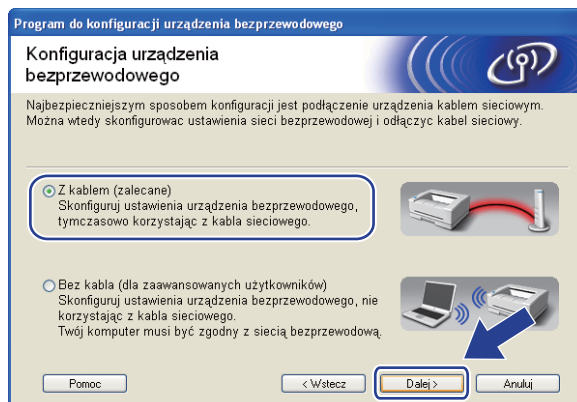 Program do konfiguracji urządzenia bezprzewodowego
Konfiguracja urządzenia
bezprzewodowego
Najbezpieczniejszym sposobem konfiguracji jest podłączenie urządzenia kablem sieciowym.
Można wtedy skonfigurowac ustawienia sieci bezprzewodowej i odłączyc kabel sieciowy.
Z kablem (zalecane)
Skonfiguruj ustawienia urządzenia bezprzewodowego,
tymczasowo korzystając z kabla sieciowego.
Bez kabla (dla zaawansowanych użytkowników)
Skonfiguruj ustawienia urządzenia bezprzewodowego, nie
korzystając z kabla sieciowego.
Twój komputer musi być zgodny z siecią bezprzewodową.
Pomoc
< Wstecz
Dalej >
Anuluj